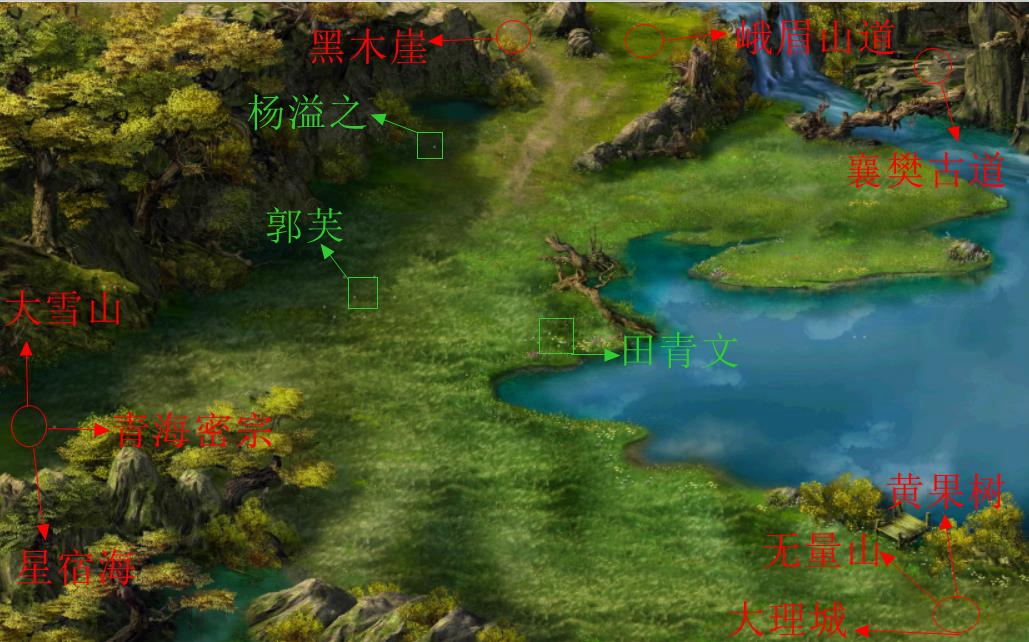 黑木崖
峨眉山道
杨溢之
襄樊古道
郭芙
大雪山
田青文
青海密宗
黄果树
无量山
星宿海
大理城